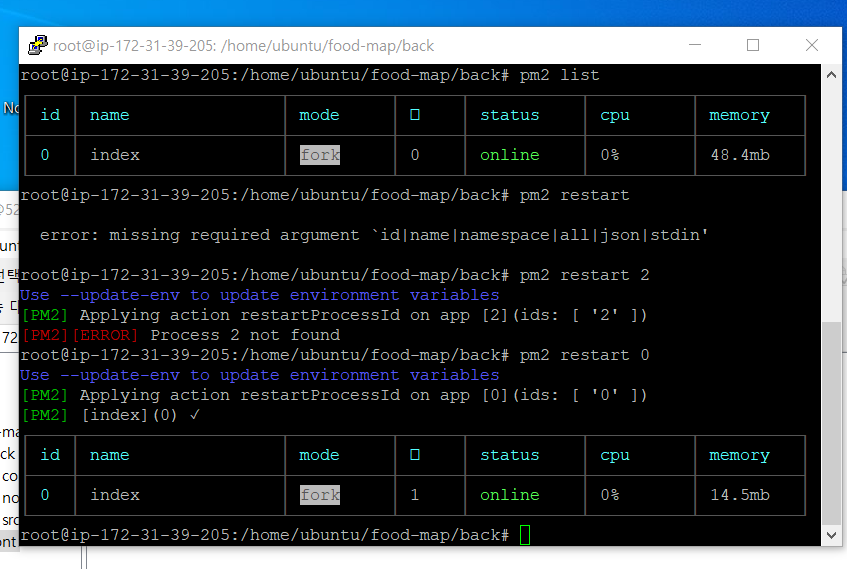 root@ip-172-31-39-205: /home/ubuntu/food-map/back
root@ip-172-31-39-205:/home/ubuntu/food-map/back# pm2 list
id name mode status cpu memory
0 index fork 0 online 0% 48.4mb
root@ip-172-31-39-205:/home/ubuntu/food-map/back# pm2 restart
error: missing required argument `id|name|namespace|all|json|stdin'
root@ip-172-31-39-205:/home/ubuntu/food-map/back# pm2 restart 2
Use --update-env to update environment variables
[PM2] Applying action restartProcessId on app [2](ids: [ '2' ])
[PM2][ERROR] Process 2 not found
root@ip-172-31-39-205:/home/ubuntu/food-map/back# pm2 restart 0
Use --update-env to update environment variables
[PM2] Applying action restartProcessId on app [0](ids: [ '0' ])
[PM2] [index](0) ✓
id name mode status cpu memory
0 index fork 1 online 0% 14.5mb
root@ip-172-31-39-205:/home/ubuntu/food-map/back#